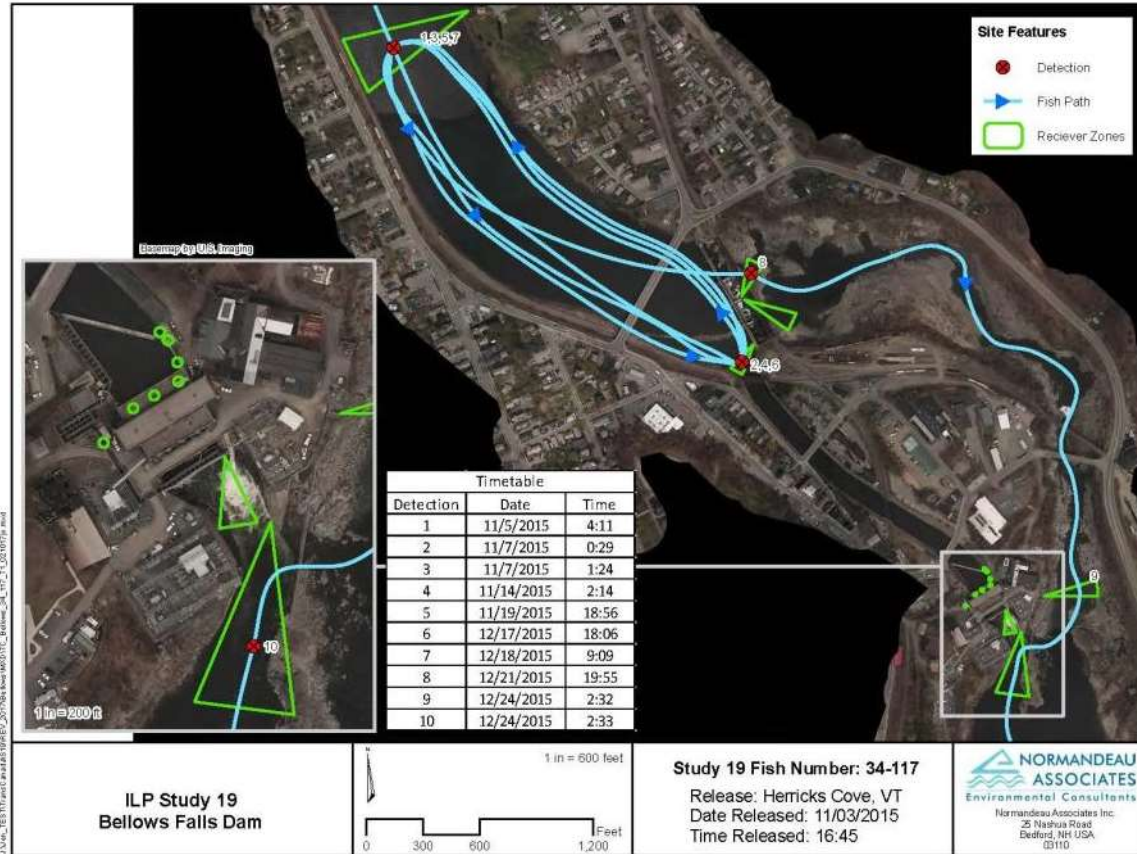 1,3,5,7
Site Features
Detection
Fish Path
Reciever Zones
Basemap by U.S. Imaging
8
2,4,6
9
10
1 in = 200 ft
Timetable
Detection Date Time
1 11/5/2015 4:11
2 11/7/2015 0:29
3 11/7/2015 1:24
4 11/14/2015 2:14
5 11/19/2015 18:56
6 12/17/2015 18:06
7 12/18/2015 9:09
8 12/21/2015 19:55
9 12/24/2015 2:32
10 12/24/2015 2:33
ILP Study 19
Bellows Falls Dam
N
1 in = 600 feet
Feet
0 300 600 1,200
Study 19 Fish Number: 34-117
Release: Herricks Cove, VT
Date Released: 11/03/2015
Time Released: 16:45
NORMANDEAU
ASSOCIATES
Environmental Consultants
Normandeau Associates Inc.
25 Nashua Road
Bedford, NH USA
03110